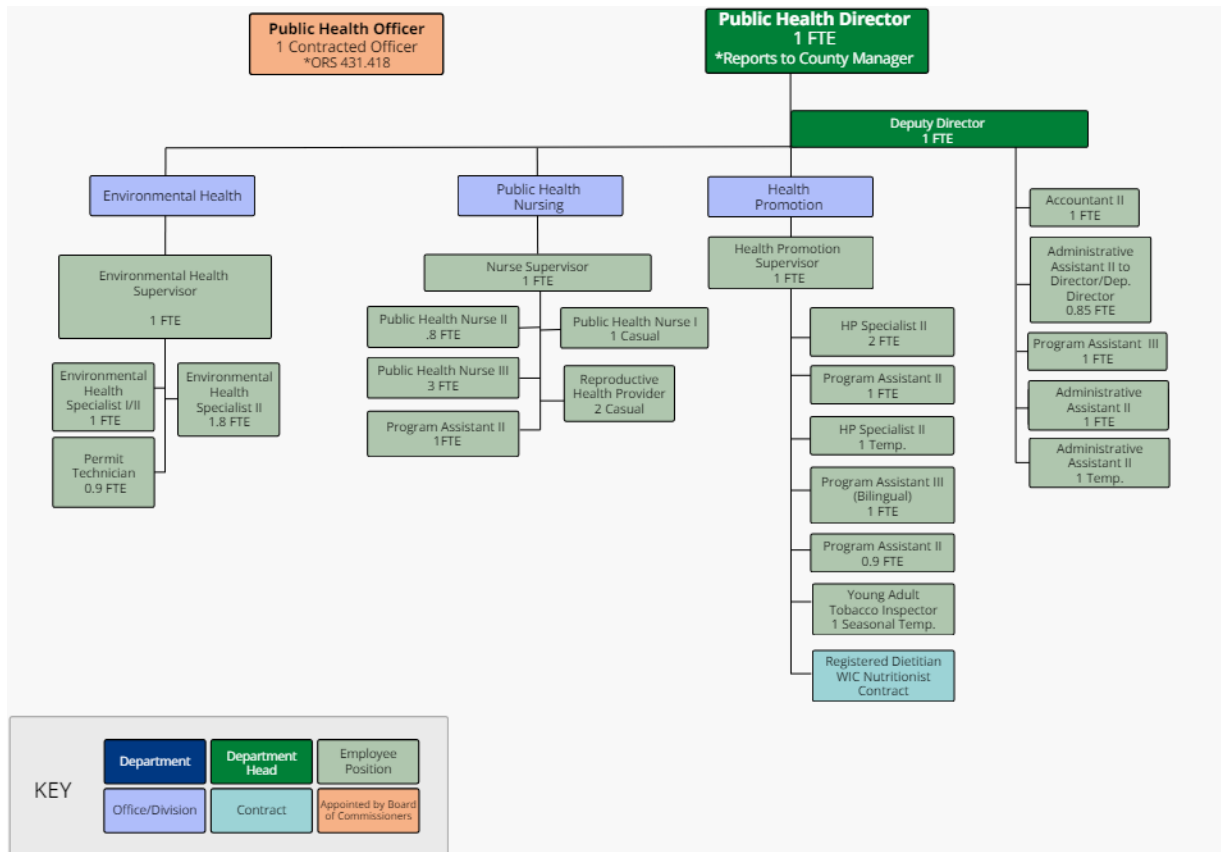 Public Health Officer
1 Contracted Officer
*ORS 431.418
Public Health Director
1 FTE
*Reports to County Manager
Deputy Director
1 FTE
Environmental Health
Environmental Health
Supervisor
1 FTE
Environmental
Health
Specialist I/II
1 FTE
Environmental
Health
Specialist II
1.8 FTE
Permit
Technician
0.9 FTE
Public Health
Nursing
Nurse Supervisor
1 FTE
Public Health Nurse II
.8 FTE
Public Health Nurse I
1 Casual
Public Health Nurse III
3 FTE
Reproductive
Health Provider
2 Casual
Program Assistant II
1FTE
Health
Promotion
Health Promotion
Supervisor
1 FTE
HP Specialist II
2 FTE
Program Assistant II
1 FTE
HP Specialist II
1 Temp.
Program Assistant III
(Bilingual)
1 FTE
Program Assistant II
0.9 FTE
Young Adult
Tobacco Inspector
1 Seasonal Temp.
Registered Dietitian
WIC Nutritionist
Contract
Accountant II
1 FTE
Administrative
Assistant II to
Director/Dep.
Director
0.85 FTE
Program Assistant III
1 FTE
Administrative
Assistant II
1 FTE
Administrative
Assistant II
1 Temp.
KEY
Department
Department
Head
Employee
Position
Office/Division
Contract
Appointed by Board
of Commissioners